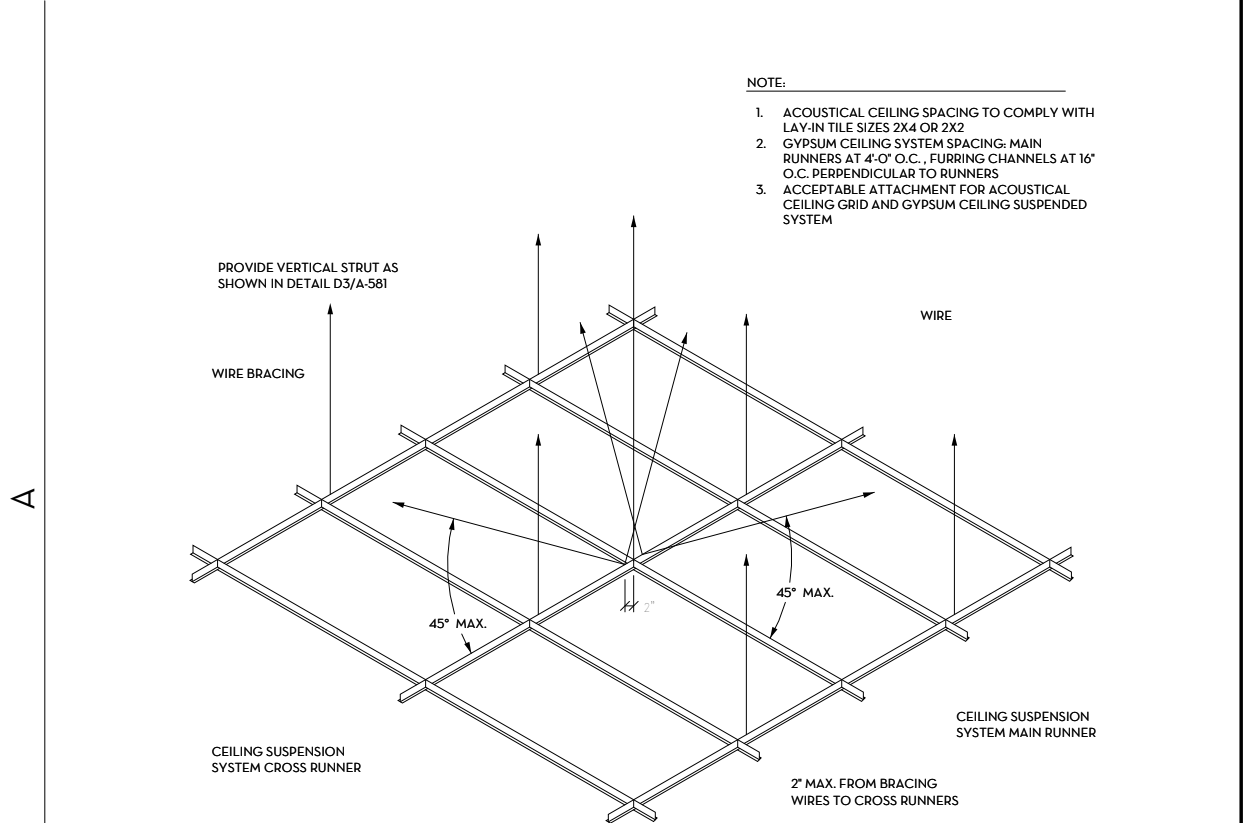 NOTE:
1. ACOUSTICAL CEILING SPACING TO COMPLY WITH
LAY-IN TILE SIZES 2X4 OR 2X2
2. GYPSUM CEILING SYSTEM SPACING: MAIN
RUNNERS AT 4'-0" O.C. , FURRING CHANNELS AT 16"
O.C. PERPENDICULAR TO RUNNERS
3. ACCEPTABLE ATTACHMENT FOR ACOUSTICAL
CEILING GRID AND GYPSUM CEILING SUSPENDED
SYSTEM
PROVIDE VERTICAL STRUT AS
SHOWN IN DETAIL D3/A-581
WIRE
WIRE BRACING
A
45° MAX.
2"
45° MAX.
CEILING SUSPENSION
SYSTEM MAIN RUNNER
CEILING SUSPENSION
SYSTEM CROSS RUNNER
2" MAX. FROM BRACING
WIRES TO CROSS RUNNERS